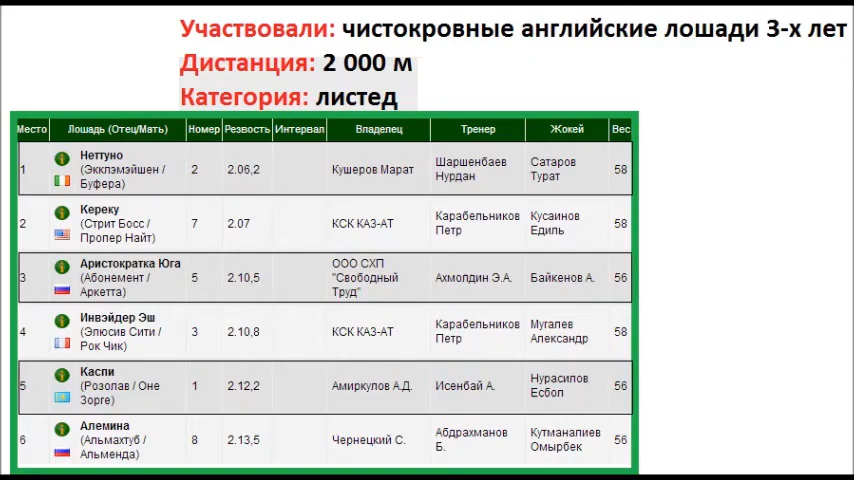 Участвовали: чистокровные английские лошади 3-х лет
Дистанция: 2 000 м
Категория: листед
Место Лошадь (Отец/Мать) Номер Резвость Интервал Владелец Тренер Жокей Вес
1 Неттуно (Экклэмэйшен / Буфера) 2 2.06,2 Кушеров Марат Шаршенбаев Нурдан Сатаров Турат 58
2 Кереку (Стрит Босс / Пропер Найт) 7 2.07 КСК КАЗ-АТ Карабельников Петр Кусаинов Едиль 58
3 Аристократка Юга (Абонемент / Аркетта) 5 2.10,5 ООО СХП "Свободный Труд" Ахмолдин Э.А. Байкенов А. 56
4 Инвэйдер Эш (Элюсив Сити / Рок Чик) 3 2.10,8 КСК КАЗ-АТ Карабельников Петр Мугалев Александр 58
5 Каспи (Розолав / Оне Зорге) 1 2.12,2 Амиркулов А.Д. Исенбай А. Нурасилов Есбол 56
6 Алемина (Альмахтуб / Альменда) 8 2.13,5 Чернецкий С. Абдрахманов Б. Кутманалиев Омырбек 56